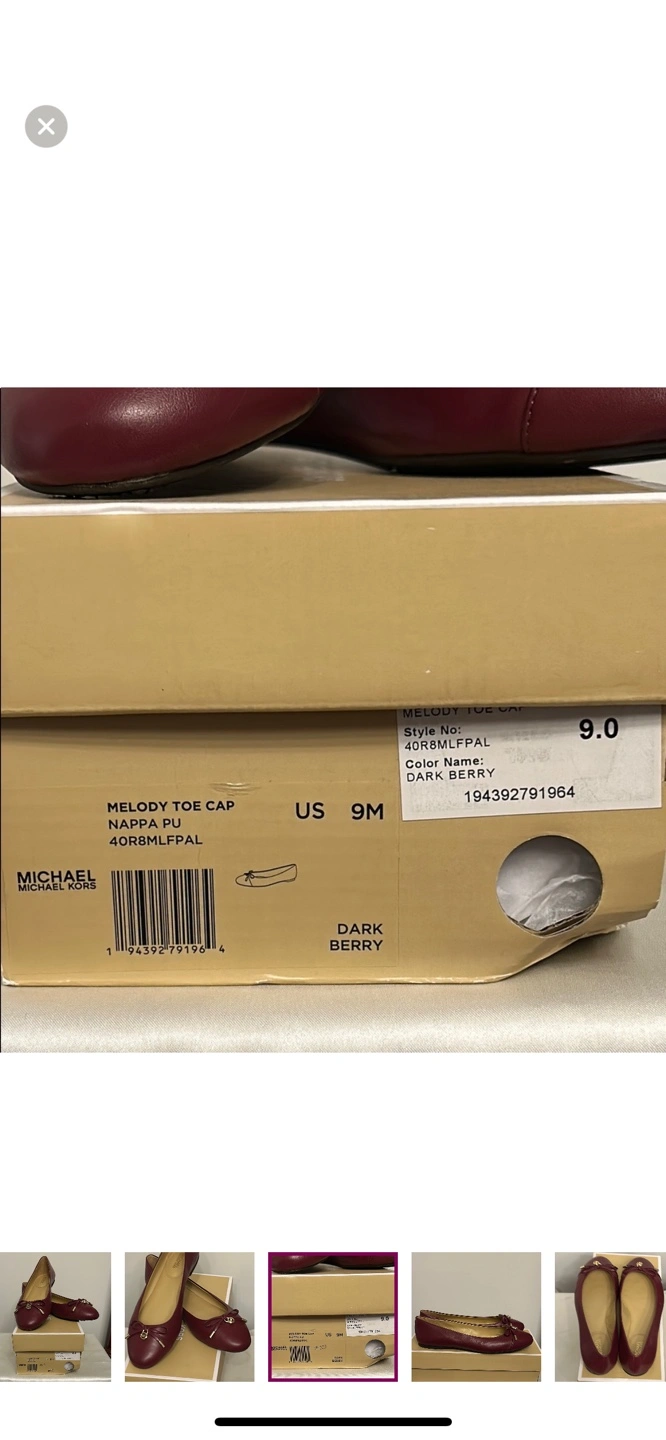 MELODY TOE CAP
Style No:
40R8MLFPAL
9.0
Color Name:
DARK BERRY
194392791964
MELODY TOE CAP
NAPPA PU
40R8MLFPAL
US 9M
MICHAEL
MICHAEL KORS
1 94392 79196 4
DARK
BERRY